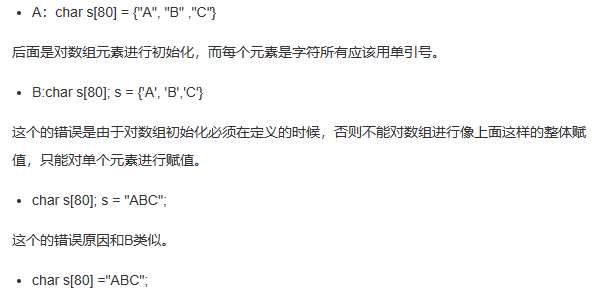 • A：char s[80] = {"A", "B" ,"C"}
后面是对数组元素进行初始化，而每个元素是字符所有应该用单引号。
• B:char s[80]; s = {'A', 'B','C'}
这个的错误是由于对数组初始化必须在定义的时候，否则不能对数组进行像上面这样的整体赋
值，只能对单个元素进行赋值。
• char s[80]; s = "ABC";
这个的错误原因和B类似。
• char s[80] ="ABC";